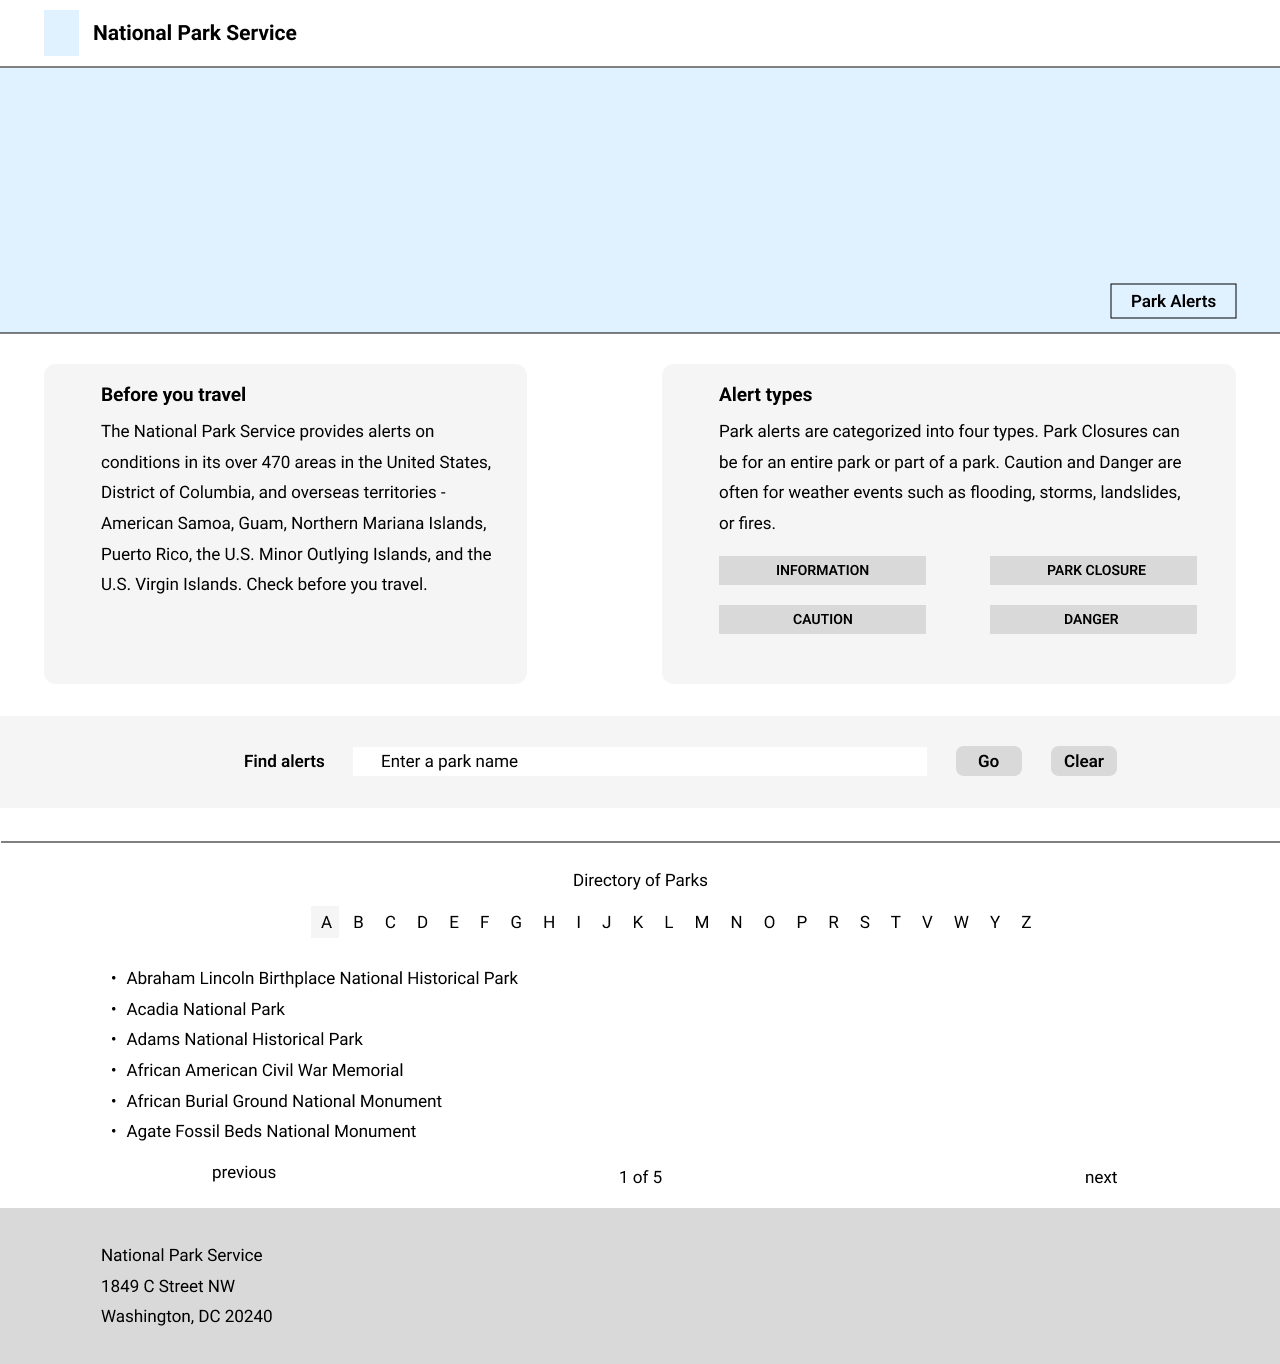 National Park Service
Park Alerts
Before you travel
The National Park Service provides alerts on
conditions in its over 470 areas in the United States,
District of Columbia, and overseas territories -
American Samoa, Guam, Northern Mariana Islands,
Puerto Rico, the U.S. Minor Outlying Islands, and the
U.S. Virgin Islands. Check before you travel.
Alert types
Park alerts are categorized into four types. Park Closures can
be for an entire park or part of a park. Caution and Danger are
often for weather events such as flooding, storms, landslides,
or fires.
INFORMATION PARK CLOSURE
CAUTION DANGER
Find alerts Enter a park name Go Clear
Directory of Parks
A B C D E F G H I J K L M N O P R S T V W Y Z
• Abraham Lincoln Birthplace National Historical Park
• Acadia National Park
• Adams National Historical Park
• African American Civil War Memorial
• African Burial Ground National Monument
• Agate Fossil Beds National Monument
previous 1 of 5 next
National Park Service
1849 C Street NW
Washington, DC 20240